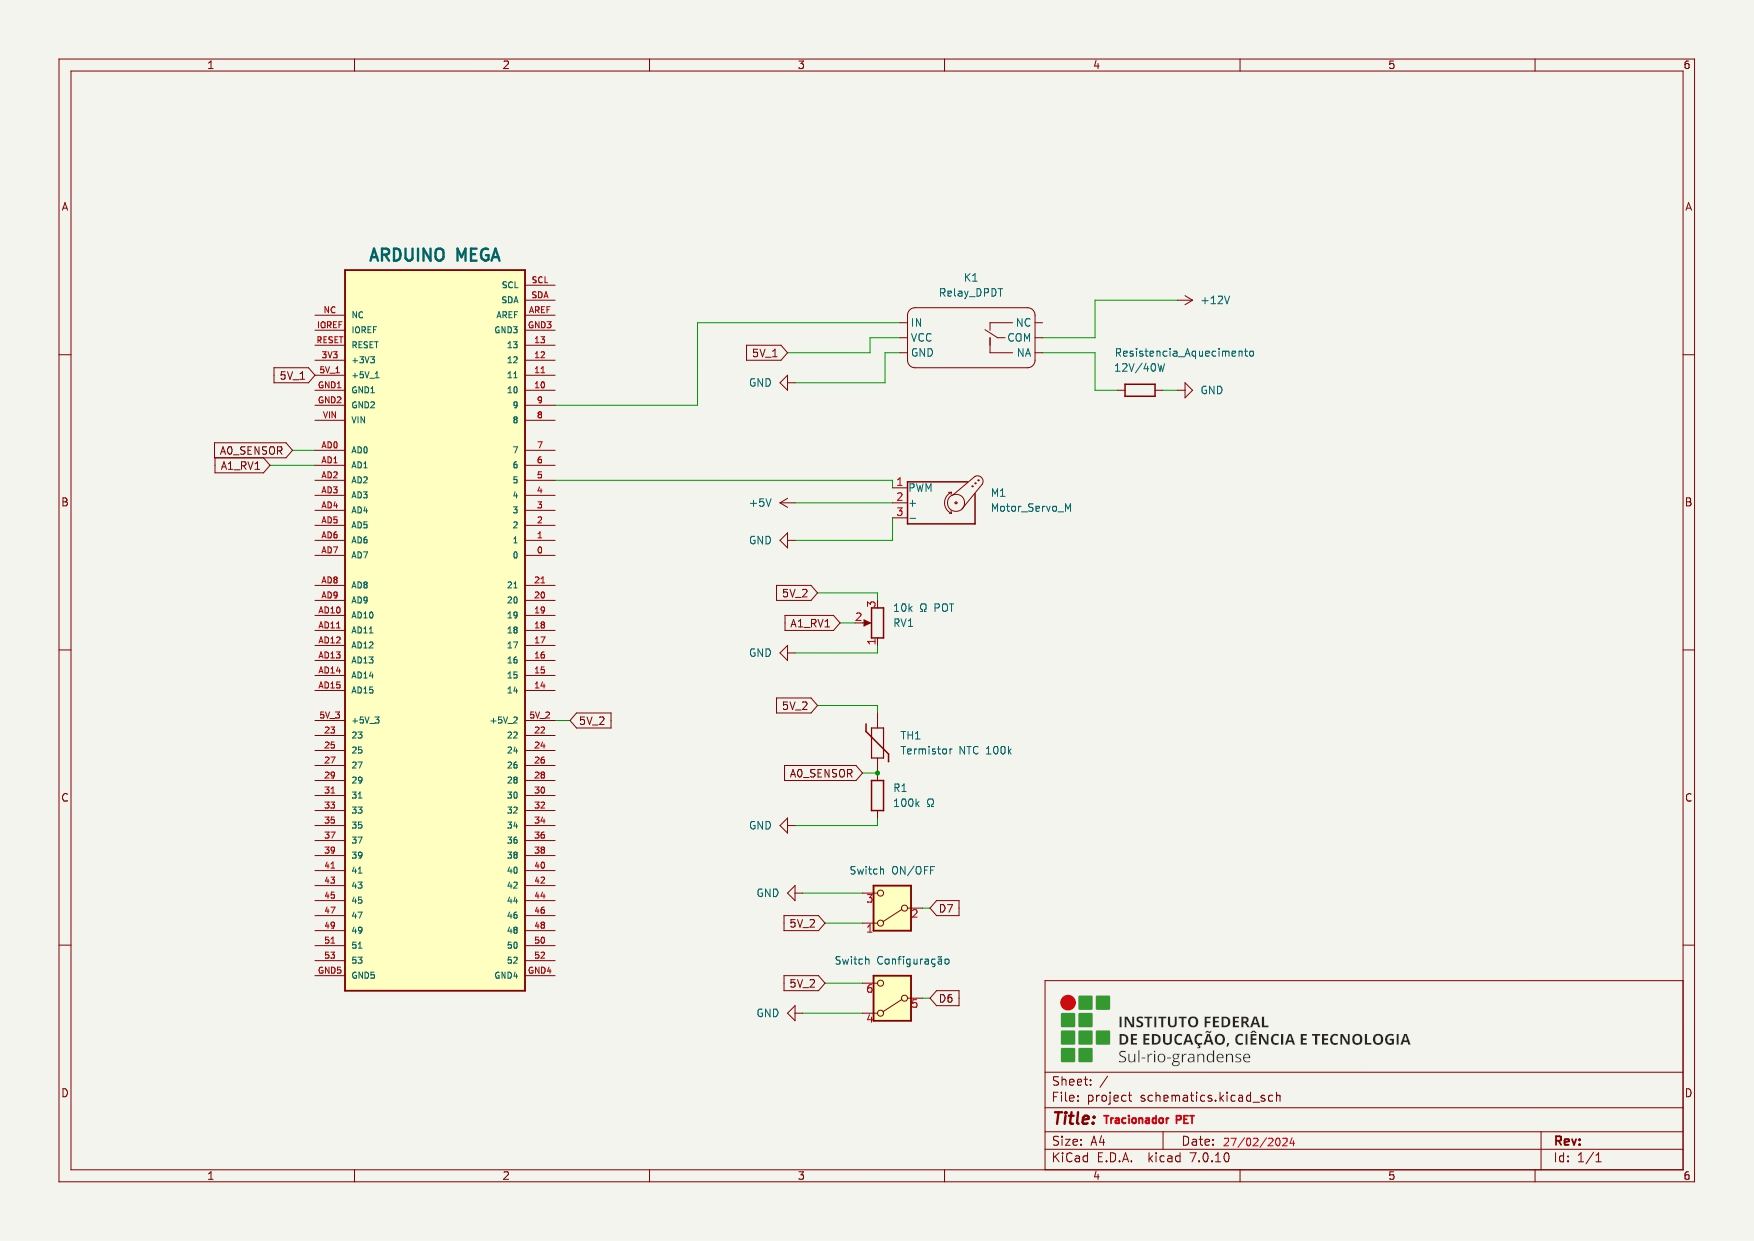 1 2 3 4 5 6
A
B
C
D
ARDUINO MEGA
SCL SCL
SDA SDA
NC NC AREF AREF
IOREF IOREF GND3 GND3
RESET RESET 13 13
3V3 +3V3 12 12
5V_1 5V_1 +5V_1 11 11
GND1 GND1 10 10
GND2 GND2 9 9
VIN VIN 8 8
A0_SENSOR AD0 AD0 7 7
A1_RV1 AD1 AD1 6 6
AD2 AD2 5 5
AD3 AD3 4 4
AD4 AD4 3 3
AD5 AD5 2 2
AD6 AD6 1 1
AD7 AD7 0 0
AD8 AD8 21 21
AD9 AD9 20 20
AD10 AD10 19 19
AD11 AD11 18 18
AD12 AD12 17 17
AD13 AD13 16 16
AD14 AD14 15 15
AD15 AD15 14 14
5V_3 +5V_3 +5V_2 5V_2 5V_2
23 23 22 22
25 25 24 24
27 27 26 26
29 29 28 28
31 31 30 30
33 33 32 32
35 35 34 34
37 37 36 36
39 39 38 38
41 41 40 40
43 43 42 42
45 45 44 44
47 47 46 46
49 49 48 48
51 51 50 50
53 53 52 52
GND5 GND5 GND4 GND4
K1
Relay_DPDT
IN NC
VCC COM
GND NA
5V_1
GND
+12V
Resistencia_Aquecimento
12V/40W
GND
1 PWM
+5V 2 +
3 -
GND
M1
Motor_Servo_M
5V_2
3
10k Ω POT
A1_RV1 2 RV1
1
GND
5V_2
TH1
Termistor NTC 100k
A0_SENSOR
R1
100k Ω
GND
Switch ON/OFF
GND 3
2 D7
5V_2 1
Switch Configuração
5V_2 6
5 D6
GND 4
INSTITUTO FEDERAL
DE EDUCAÇÃO, CIÊNCIA E TECNOLOGIA
Sul-rio-grandense
Sheet: /
File: project schematics.kicad_sch
Title: Tracionador PET
Size: A4 Date: 27/02/2024 Rev:
KiCad E.D.A. kicad 7.0.10 Id: 1/1
A
B
C
D
1 2 3 4 5 6